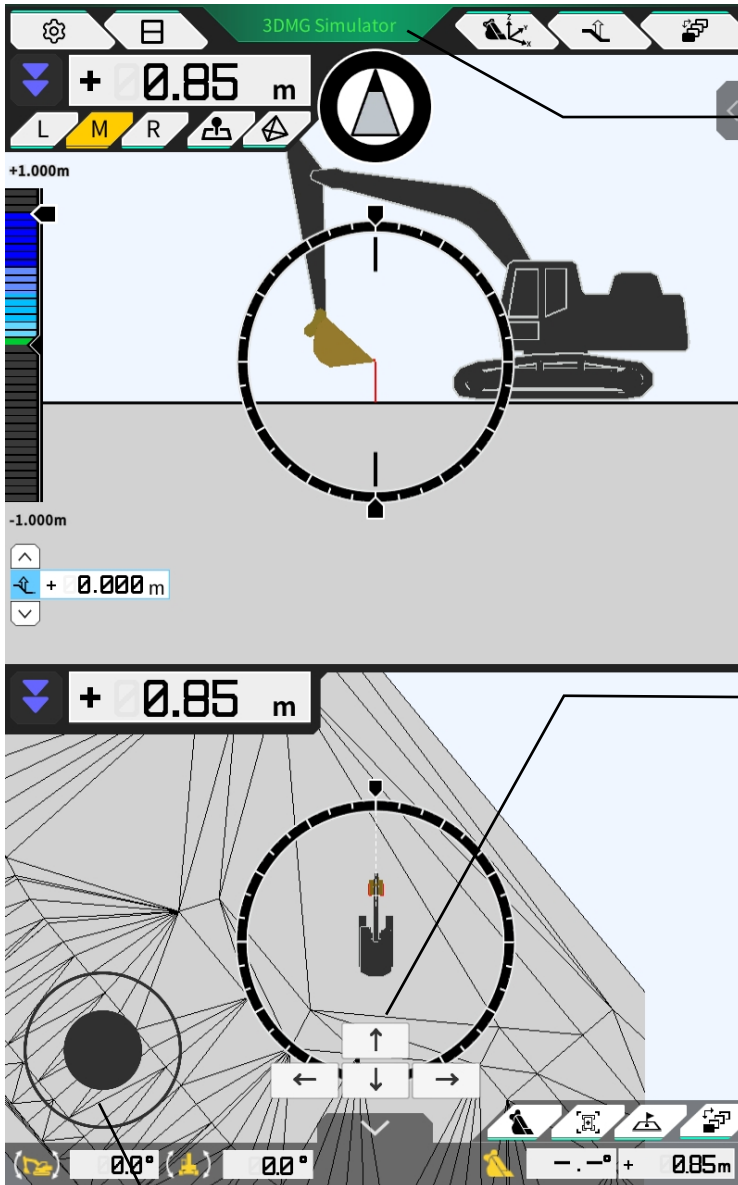 3DMG Simulator
Z
Y
X
+ 0.85 m
L M R
+1.000m
-1.000m
+ 0.000 m
+ 0.85 m
↑
← ↓ →
0.0° 0.0° -.-° + 0.85m